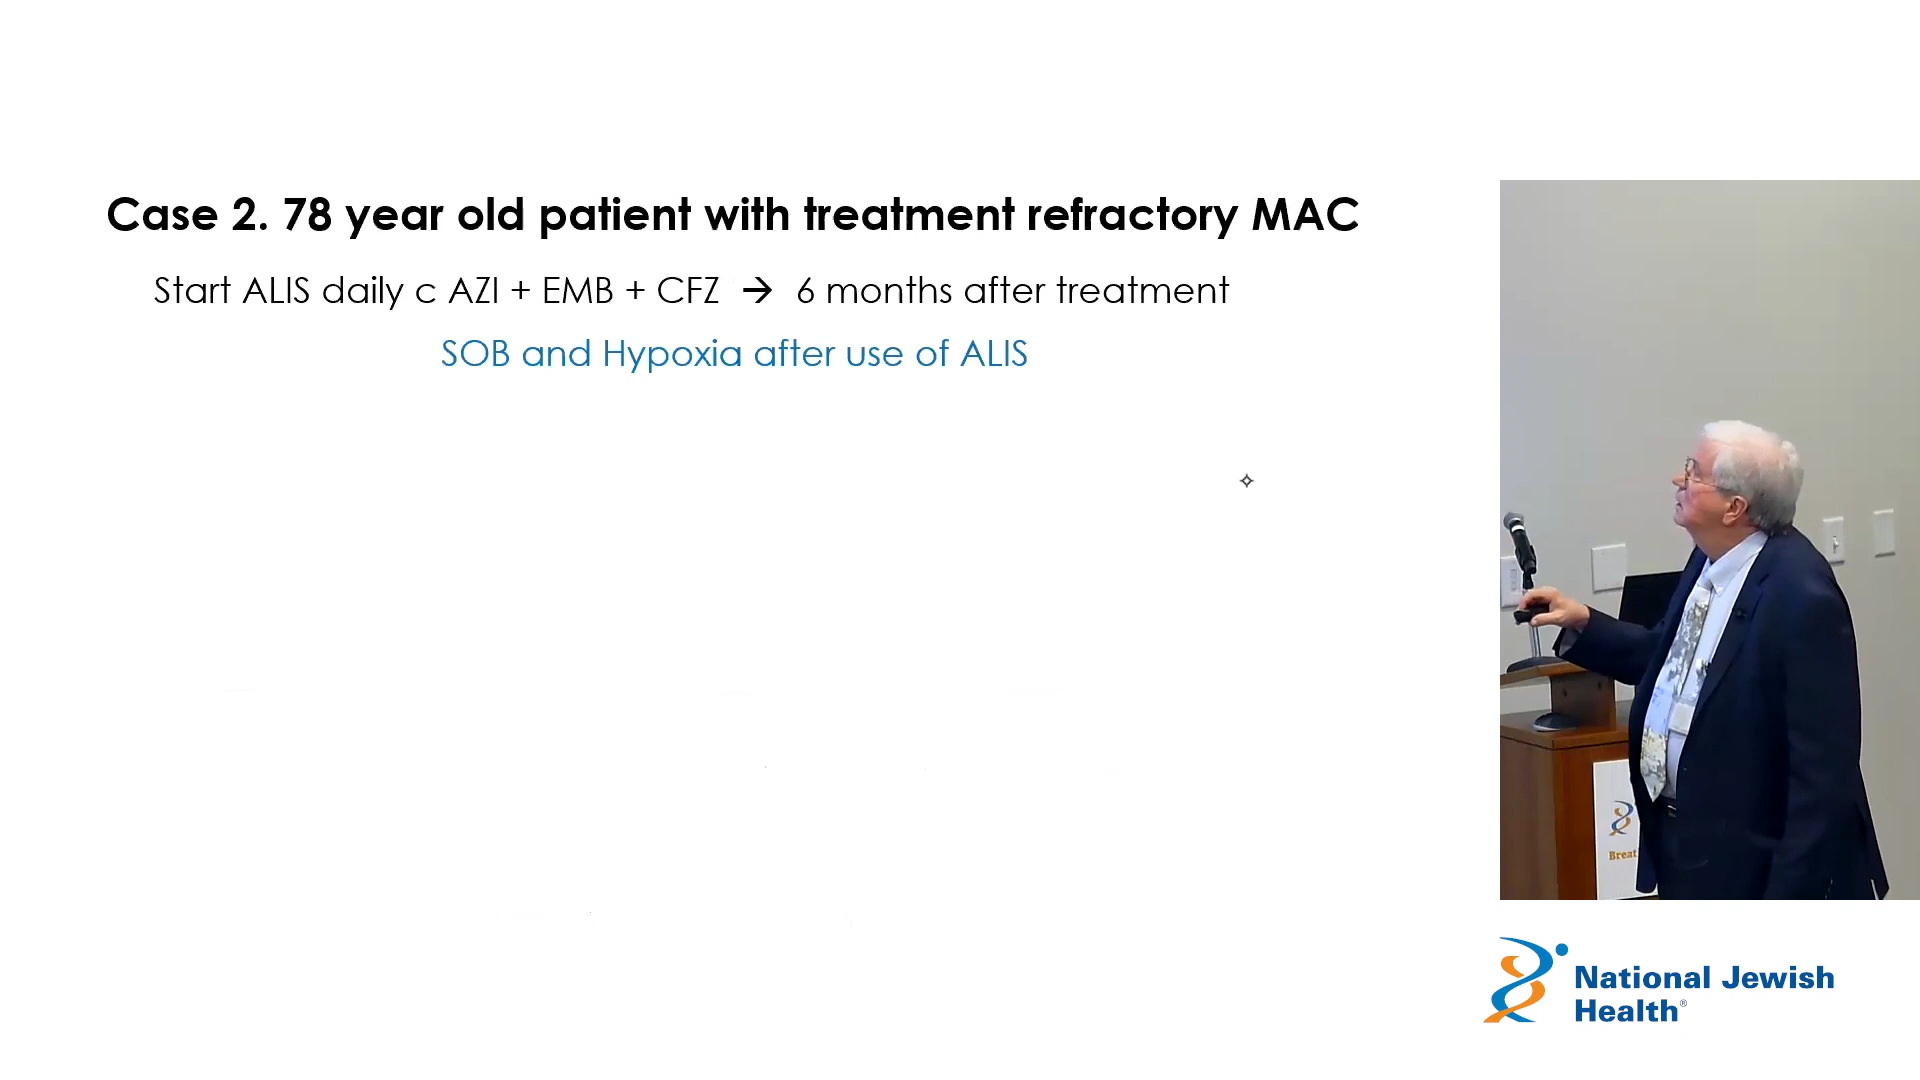 Case 2. 78 year old patient with treatment refractory MAC
Start ALIS daily c AZI + EMB + CFZ → 6 months after treatment
SOB and Hypoxia after use of ALIS
Breat
National Jewish
Health®